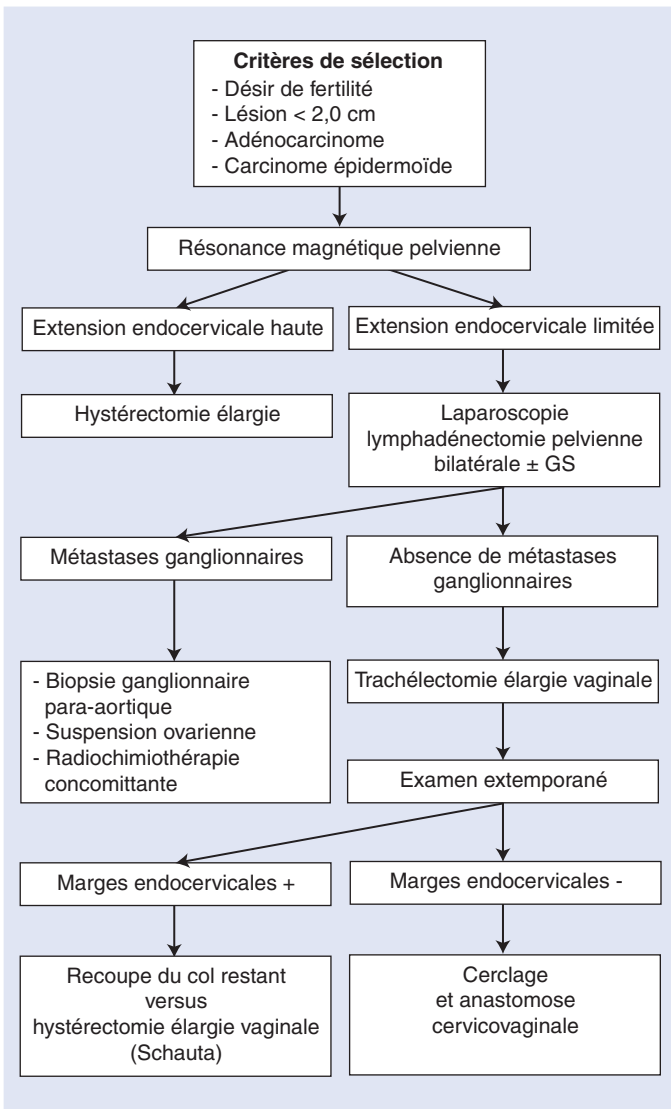 Critères de sélection
- Désir de fertilité
- Lésion < 2,0 cm
- Adénocarcinome
- Carcinome épidermoïde
Résonance magnétique pelvienne
Extension endocervicale haute
Extension endocervicale limitée
Hystérectomie élargie
Laparoscopie
lymphadénectomie pelvienne
bilatérale ± GS
Métastases ganglionnaires
Absence de métastases
ganglionnaires
- Biopsie ganglionnaire
para-aortique
- Suspension ovarienne
- Radiochimiothérapie
concomittante
Trachélectomie élargie vaginale
Examen extemporané
Marges endocervicales +
Marges endocervicales -
Recoupe du col restant
versus
hystérectomie élargie vaginale
(Schauta)
Cerclage
et anastomose
cervicovaginale